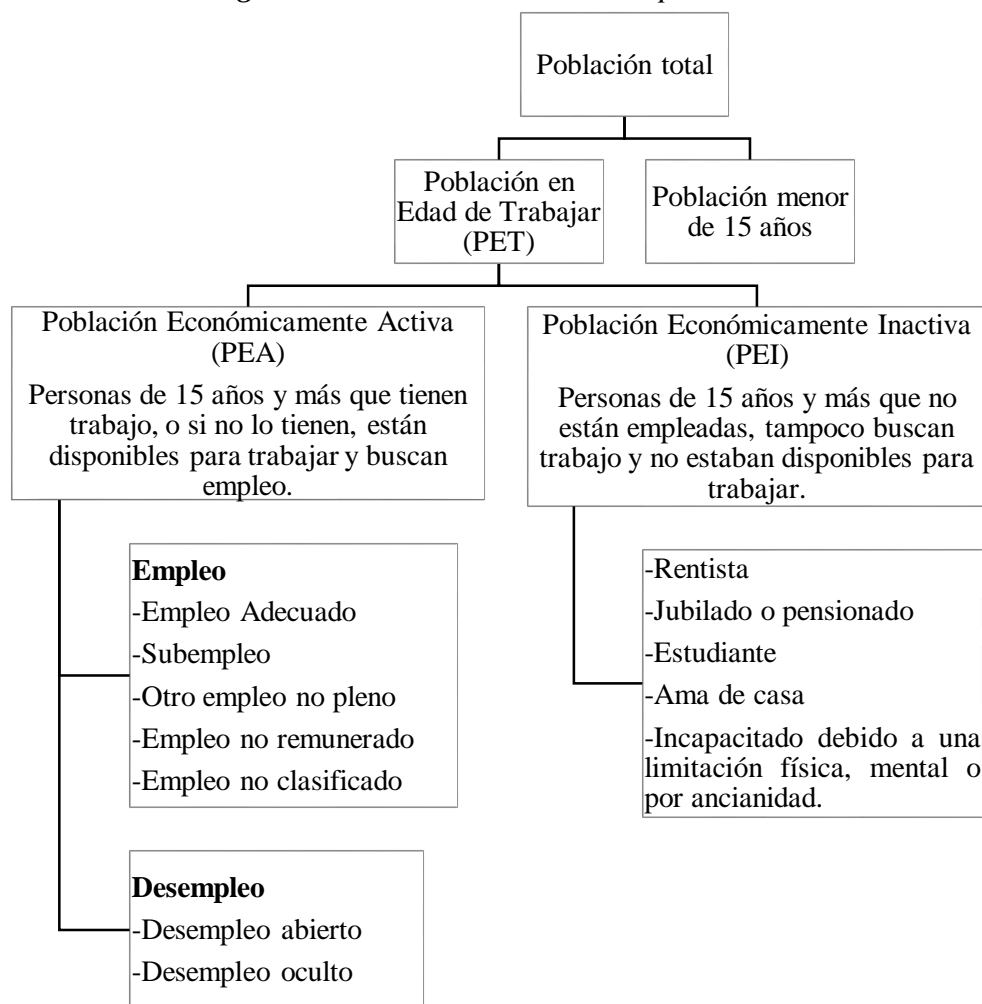 Población total
Población en
Edad de Trabajar
(PET)
Población menor
de 15 años
Población Económicamente Activa
(PEA)
Personas de 15 años y más que tienen
trabajo, o si no lo tienen, están
disponibles para trabajar y buscan
empleo.
Población Económicamente Inactiva
(PEI)
Personas de 15 años y más que no
están empleadas, tampoco buscan
trabajo y no estaban disponibles para
trabajar.
Empleo
-Empleo Adecuado
-Subempleo
-Otro empleo no pleno
-Empleo no remunerado
-Empleo no clasificado
-Rentista
-Jubilado o pensionado
-Estudiante
-Ama de casa
-Incapacitado debido a una
limitación física, mental o
por ancianidad.
Desempleo
-Desempleo abierto
-Desempleo oculto